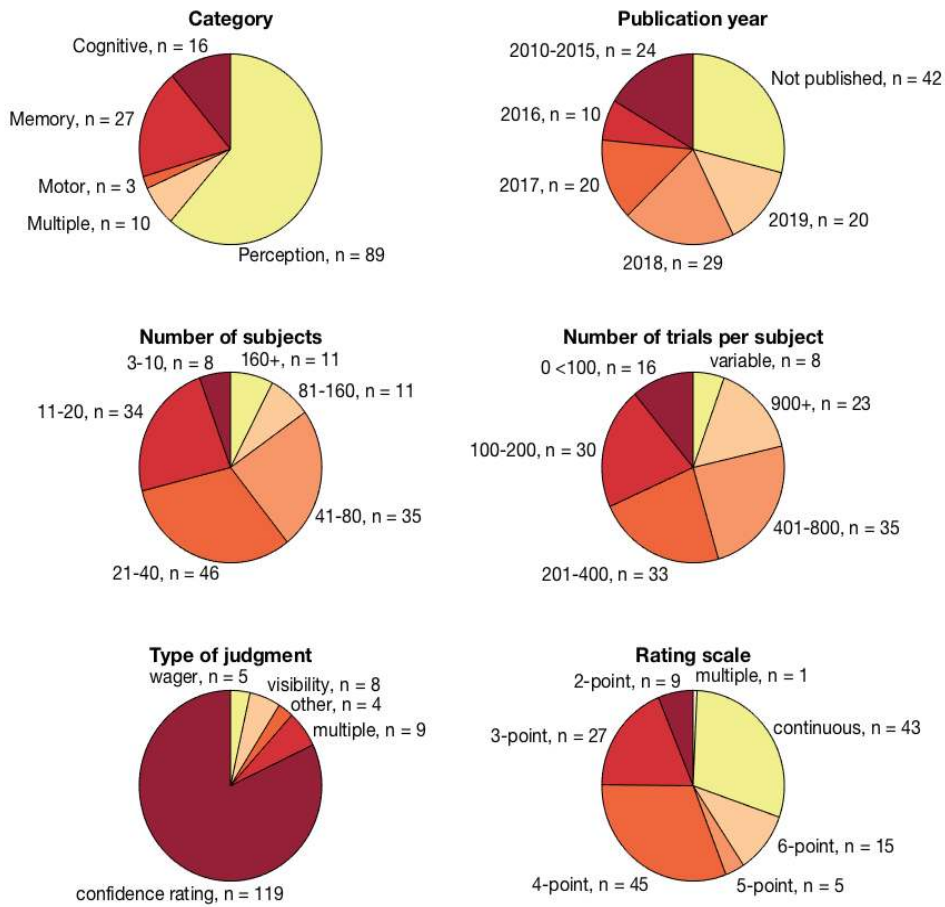 Category
Cognitive, n = 16
Memory, n = 27
Motor, n = 3
Multiple, n = 10
Perception, n = 89
Publication year
2010-2015, n = 24
Not published, n = 42
2016, n = 10
2017, n = 20
2019, n = 20
2018, n = 29
Number of subjects
3-10, n = 8
160+, n = 11
81-160, n = 11
11-20, n = 34
41-80, n = 35
21-40, n = 46
Number of trials per subject
0 <100, n = 16
variable, n = 8
900+, n = 23
100-200, n = 30
401-800, n = 35
201-400, n = 33
Type of judgment
wager, n = 5
visibility, n = 8
other, n = 4
multiple, n = 9
confidence rating, n = 119
Rating scale
2-point, n = 9
multiple, n = 1
continuous, n = 43
3-point, n = 27
6-point, n = 15
4-point, n = 45
5-point, n = 5